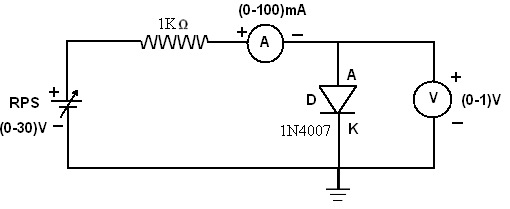 (0-100)mA
1KΩ
+ A −
A
+
RPS
+
D
V
(0-1)V
(0-30)V
−
1N4007
K
−